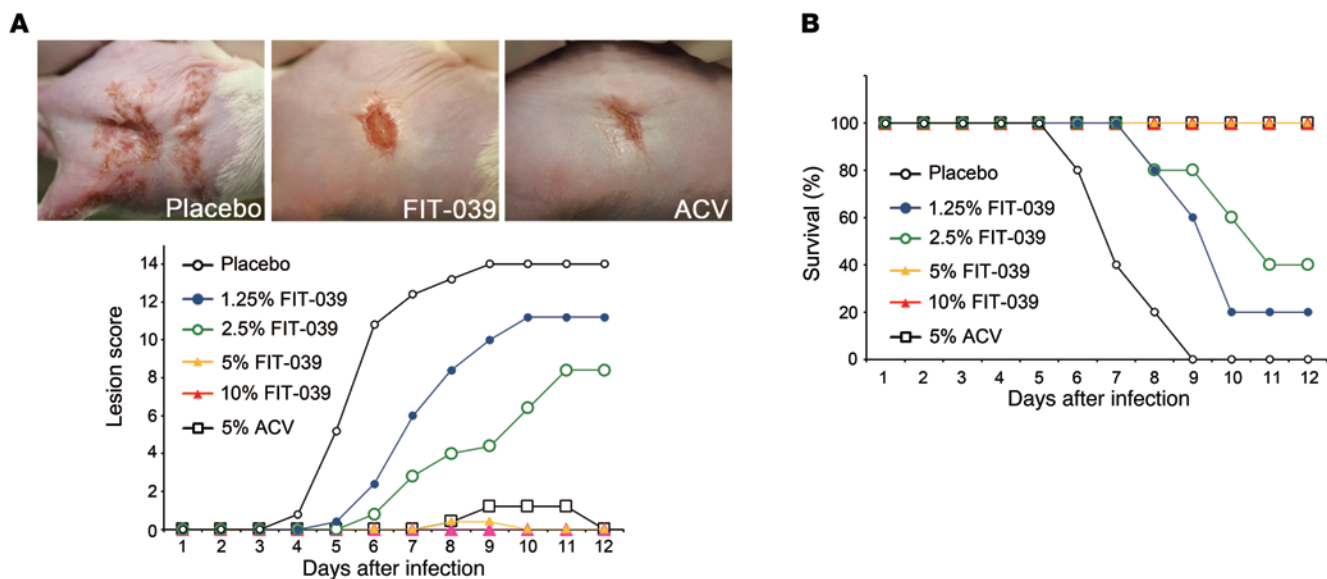 A
Placebo
FIT-039
ACV
Lesion score
14
12
10
8
6
4
2
0
Placebo
1.25% FIT-039
2.5% FIT-039
5% FIT-039
10% FIT-039
5% ACV
1 2 3 4 5 6 7 8 9 10 11 12
Days after infection
B
Survival (%)
100
80
60
40
20
0
Placebo
1.25% FIT-039
2.5% FIT-039
5% FIT-039
10% FIT-039
5% ACV
1 2 3 4 5 6 7 8 9 10 11 12
Days after infection